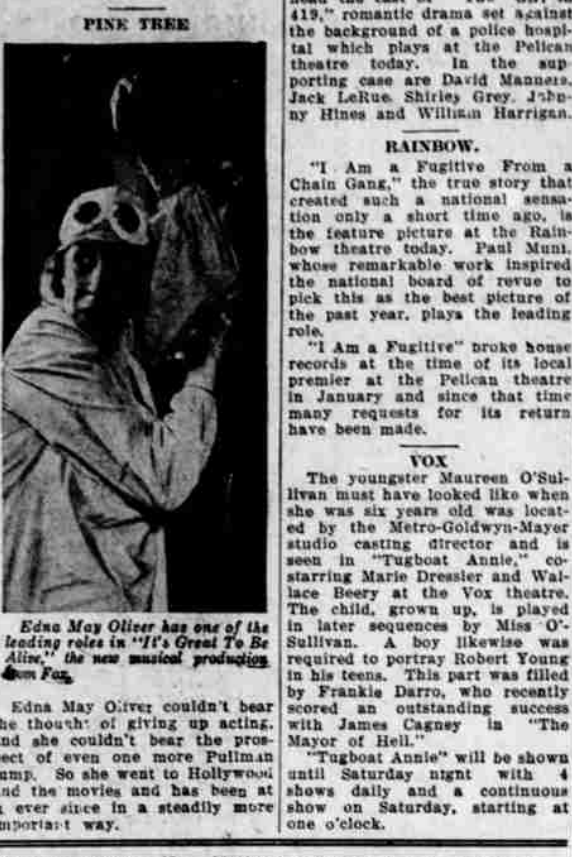 PINE TREE
Edna May Oliver has one of the
leading roles in "It's Great To Be
Alive," the new musical production
from Fox.
Edna May Oliver couldn't bear
the thought of giving up acting,
and she couldn't bear the pros-
pect of even one more Pullman
jump. So she went to Hollywood
and the movies and has been at
it ever since in a steadily more
important way.
419," romantic drama set against
the background of a police hospi-
tal which plays at the Pelican
theatre today. In the sup-
porting case are David Manners,
Jack LeRue, Shirley Grey, John-
ny Hines and William Harrigan.
RAINBOW.
"I Am a Fugitive From a
Chain Gang," the true story that
created such a national sensa-
tion only a short time ago, is
the feature picture at the Rain-
bow theatre today. Paul Muni,
whose remarkable work inspired
the national board of revue to
pick this as the best picture of
the past year, plays the leading
role.
"I Am a Fugitive" broke house
records at the time of its local
premier at the Pelican theatre
in January and since that time
many requests for its return
have been made.
VOX
The youngster Maureen O'Sul-
livan must have looked like when
she was six years old was locat-
ed by the Metro-Goldwyn-Mayer
studio casting director and is
seen in "Tugboat Annie," co-
starring Marie Dressler and Wal-
lace Beery at the Vox theatre.
The child, grown up, is played
in later sequences by Miss O'-
Sullivan. A boy likewise was
required to portray Robert Young
in his teens. This part was filled
by Frankie Darro, who recently
scored an outstanding success
with James Cagney in "The
Mayor of Hell."
"Tugboat Annie" will be shown
until Saturday night with 4
shows daily and a continuous
show on Saturday, starting at
one o'clock.